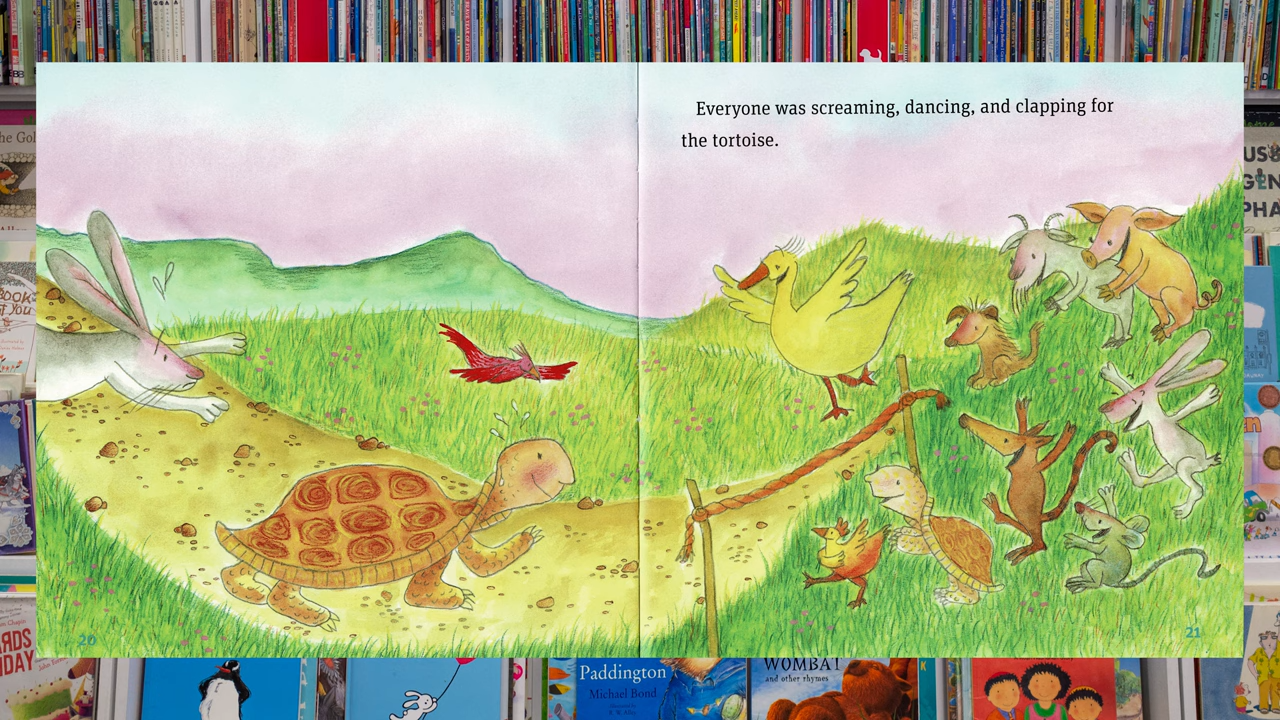 Everyone was screaming, dancing, and clapping for
the tortoise.
20
21
Paddington
Michael Bond
WOMBAT
and other rhymes